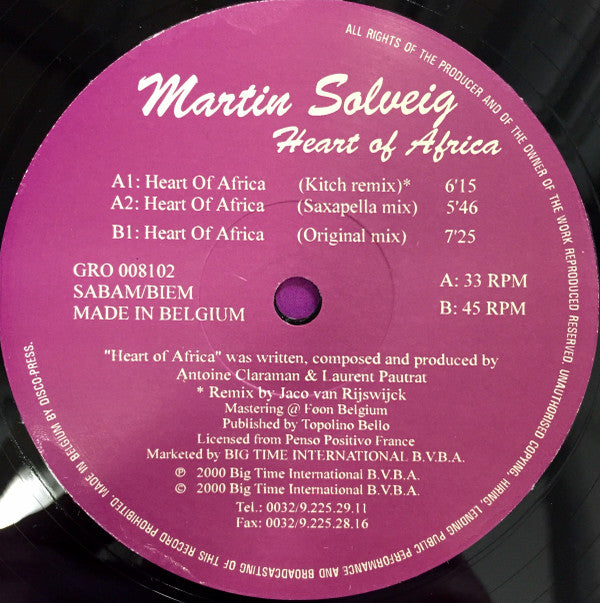 Martin Solveig
Heart of Africa
A1: Heart Of Africa (Kitch remix)* 6'15
A2: Heart Of Africa (Saxapella mix) 5'46
B1: Heart Of Africa (Original mix) 7'25
GRO 008102
SABAM/BIEM
MADE IN BELGIUM
A: 33 RPM
B: 45 RPM
"Heart of Africa" was written, composed and produced by
Antoine Claraman & Laurent Pautrat
* Remix by Jaco van Rijswijck
Mastering @ Foon Belgium
Published by Topolino Bello
Licensed from Penso Positivo France
Marketed by BIG TIME INTERNATIONAL B.V.B.A.
℗ 2000 Big Time International B.V.B.A.
© 2000 Big Time International B.V.B.A.
Tel.: 0032/9.225.29.11
Fax: 0032/9.225.28.16
ALL RIGHTS OF THE PRODUCER AND OF THE OWNER OF THE WORK REPRODUCED RESERVED. UNAUTHORISED COPYING, HIRING, LENDING PUBLIC PERFORMANCE AND BROADCASTING OF THIS RECORD PROHIBITED. MADE IN BELGIUM BY DISCO-PRESS.